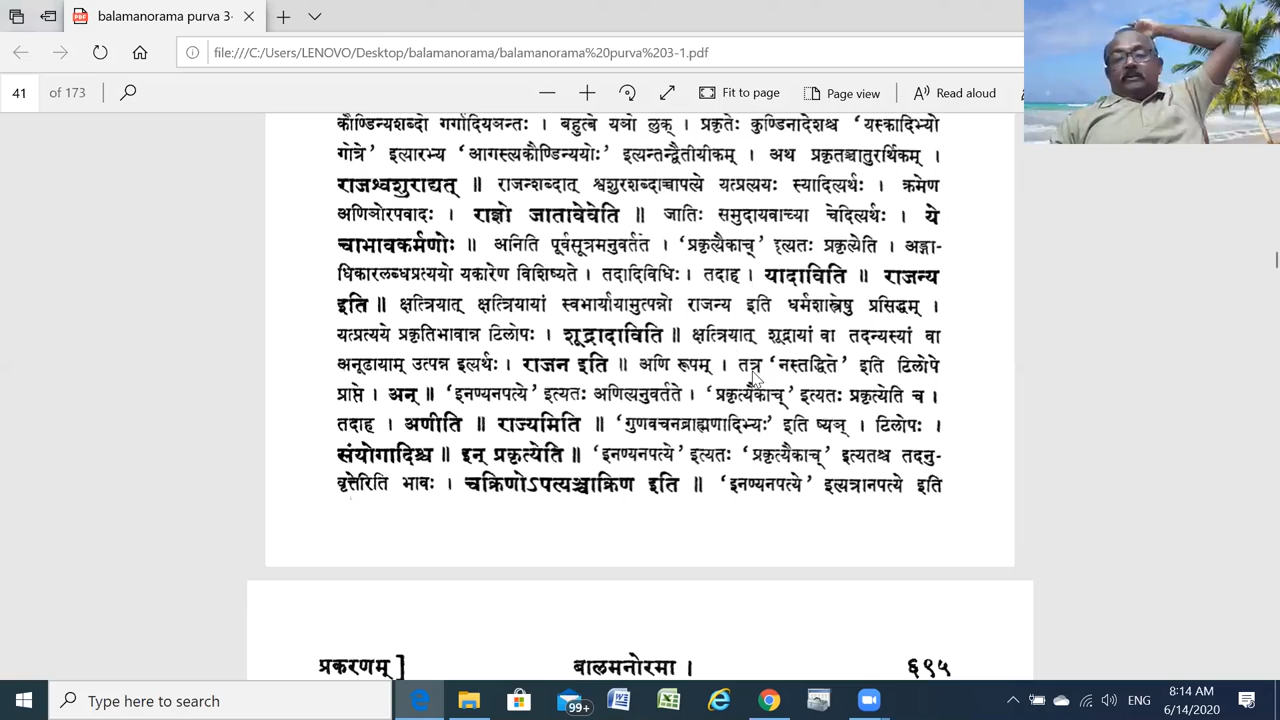 balamanorama purva 3-
file:///C:/Users/LENOVO/Desktop/balamanorama/balamanorama%20purva%203-1.pdf
41 of 173 Fit to page Page view Read aloud
कौण्डिन्यशब्दो गर्गादियञन्तः । बहुत्वे यञो लुक् । प्रकृतेः कुण्डिनादेशश्च 'यस्कादिभ्यो
गोत्रे' इत्यारभ्य 'आगस्त्यकौण्डिन्ययोः' इत्यन्तन्द्वैतीयीकम् । अथ प्रकृतञ्चातुरर्थिकम् ।
राजश्वशुराद्यत् ॥ राजन्शब्दात् श्वशुरशब्दाच्चापत्ये यत्प्रत्ययः स्यादित्यर्थः । क्रमेण
अणिञोरपवादः । राज्ञो जातावेवेति ॥ जातिः समुदायवाच्या चेदित्यर्थः । ये
चाभावकर्मणोः ॥ अनिति पूर्वसूत्रमनुवर्तते । 'प्रकृत्यैकाच्' इत्यतः प्रकृत्येति । अङ्गा-
धिकारलब्धप्रत्ययो यकारेण विशिष्यते । तदादिविधिः । तदाह । यादाविति ॥ राजन्य
इति ॥ क्षत्रियात् क्षत्रियायां स्वभार्यायामुत्पन्नो राजन्य इति धर्मशास्त्रेषु प्रसिद्धम् ।
यत्प्रत्यये प्रकृतिभावान्न टिलोपः । शूद्रादाविति ॥ क्षत्रियात् शूद्रायां वा तदन्यस्यां वा
अनूढायाम् उत्पन्न इत्यर्थः । राजन इति ॥ अणि रूपम् । तत्र 'नस्तद्धिते' इति टिलोपे
प्राप्ते । अन् ॥ 'इनण्यनपत्ये' इत्यतः अणित्यनुवर्तते । 'प्रकृत्यैकाच्' इत्यतः प्रकृत्येति च ।
तदाह । अणीति ॥ राज्यमिति ॥ 'गुणवचनब्राह्मणादिभ्यः' इति ष्यञ् । टिलोपः ।
संयोगादिश्च ॥ इन् प्रकृत्येति ॥ 'इनण्यनपत्ये' इत्यतः 'प्रकृत्यैकाच्' इत्यतश्च तदनु-
वृत्तेरिति भावः । चक्रिणोऽपत्यञ्चाक्रिण इति ॥ 'इनण्यनपत्ये' इत्यत्रानपत्ये इति
प्रकरणम् ] बालमनोरमा । ६९५
Type here to search
99+
ENG
8:14 AM
6/14/2020